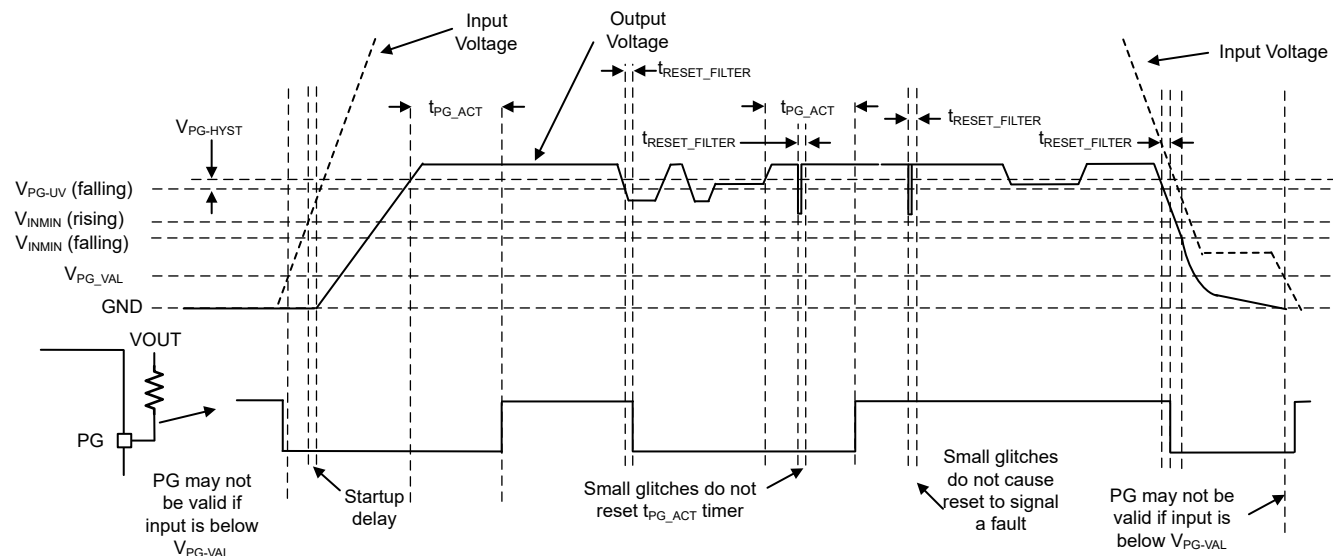 Input
Voltage
Output
Voltage
Input Voltage
tRESET_FILTER
tPG_ACT
tPG_ACT
tRESET_FILTER
tRESET_FILTER
tRESET_FILTER
VPG-HYST
VPG-UV (falling)
VINMIN (rising)
VINMIN (falling)
VPG_VAL
GND
VOUT
PG
PG may not
be valid if
input is below
VPG-VAL
Startup
delay
Small glitches do not
reset tPG_ACT timer
Small glitches
do not cause
reset to signal
a fault
PG may not be
valid if input is
below VPG-VAL